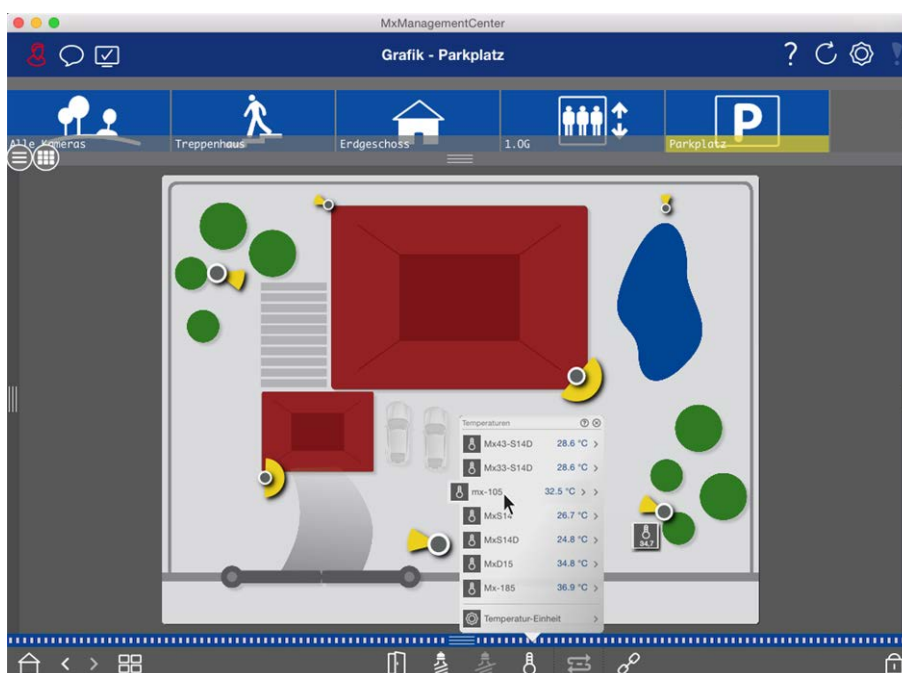 MxManagementCenter
Grafik - Parkplatz
?
Alle Kameras
Treppenhaus
Erdgeschoss
1.OG
P
Parkplatz
Temperaturen ?
Mx43-S14D 28.6 °C >
Mx33-S14D 28.6 °C >
mx-105 32.5 °C > >
MxS14 26.7 °C >
MxS14D 24.8 °C >
MxD15 34.8 °C >
Mx-185 36.9 °C >
Temperatur-Einheit >
34,7